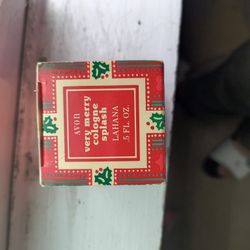 avon
very merry
cologne
splash
LAHANA
.5 FL. OZ.